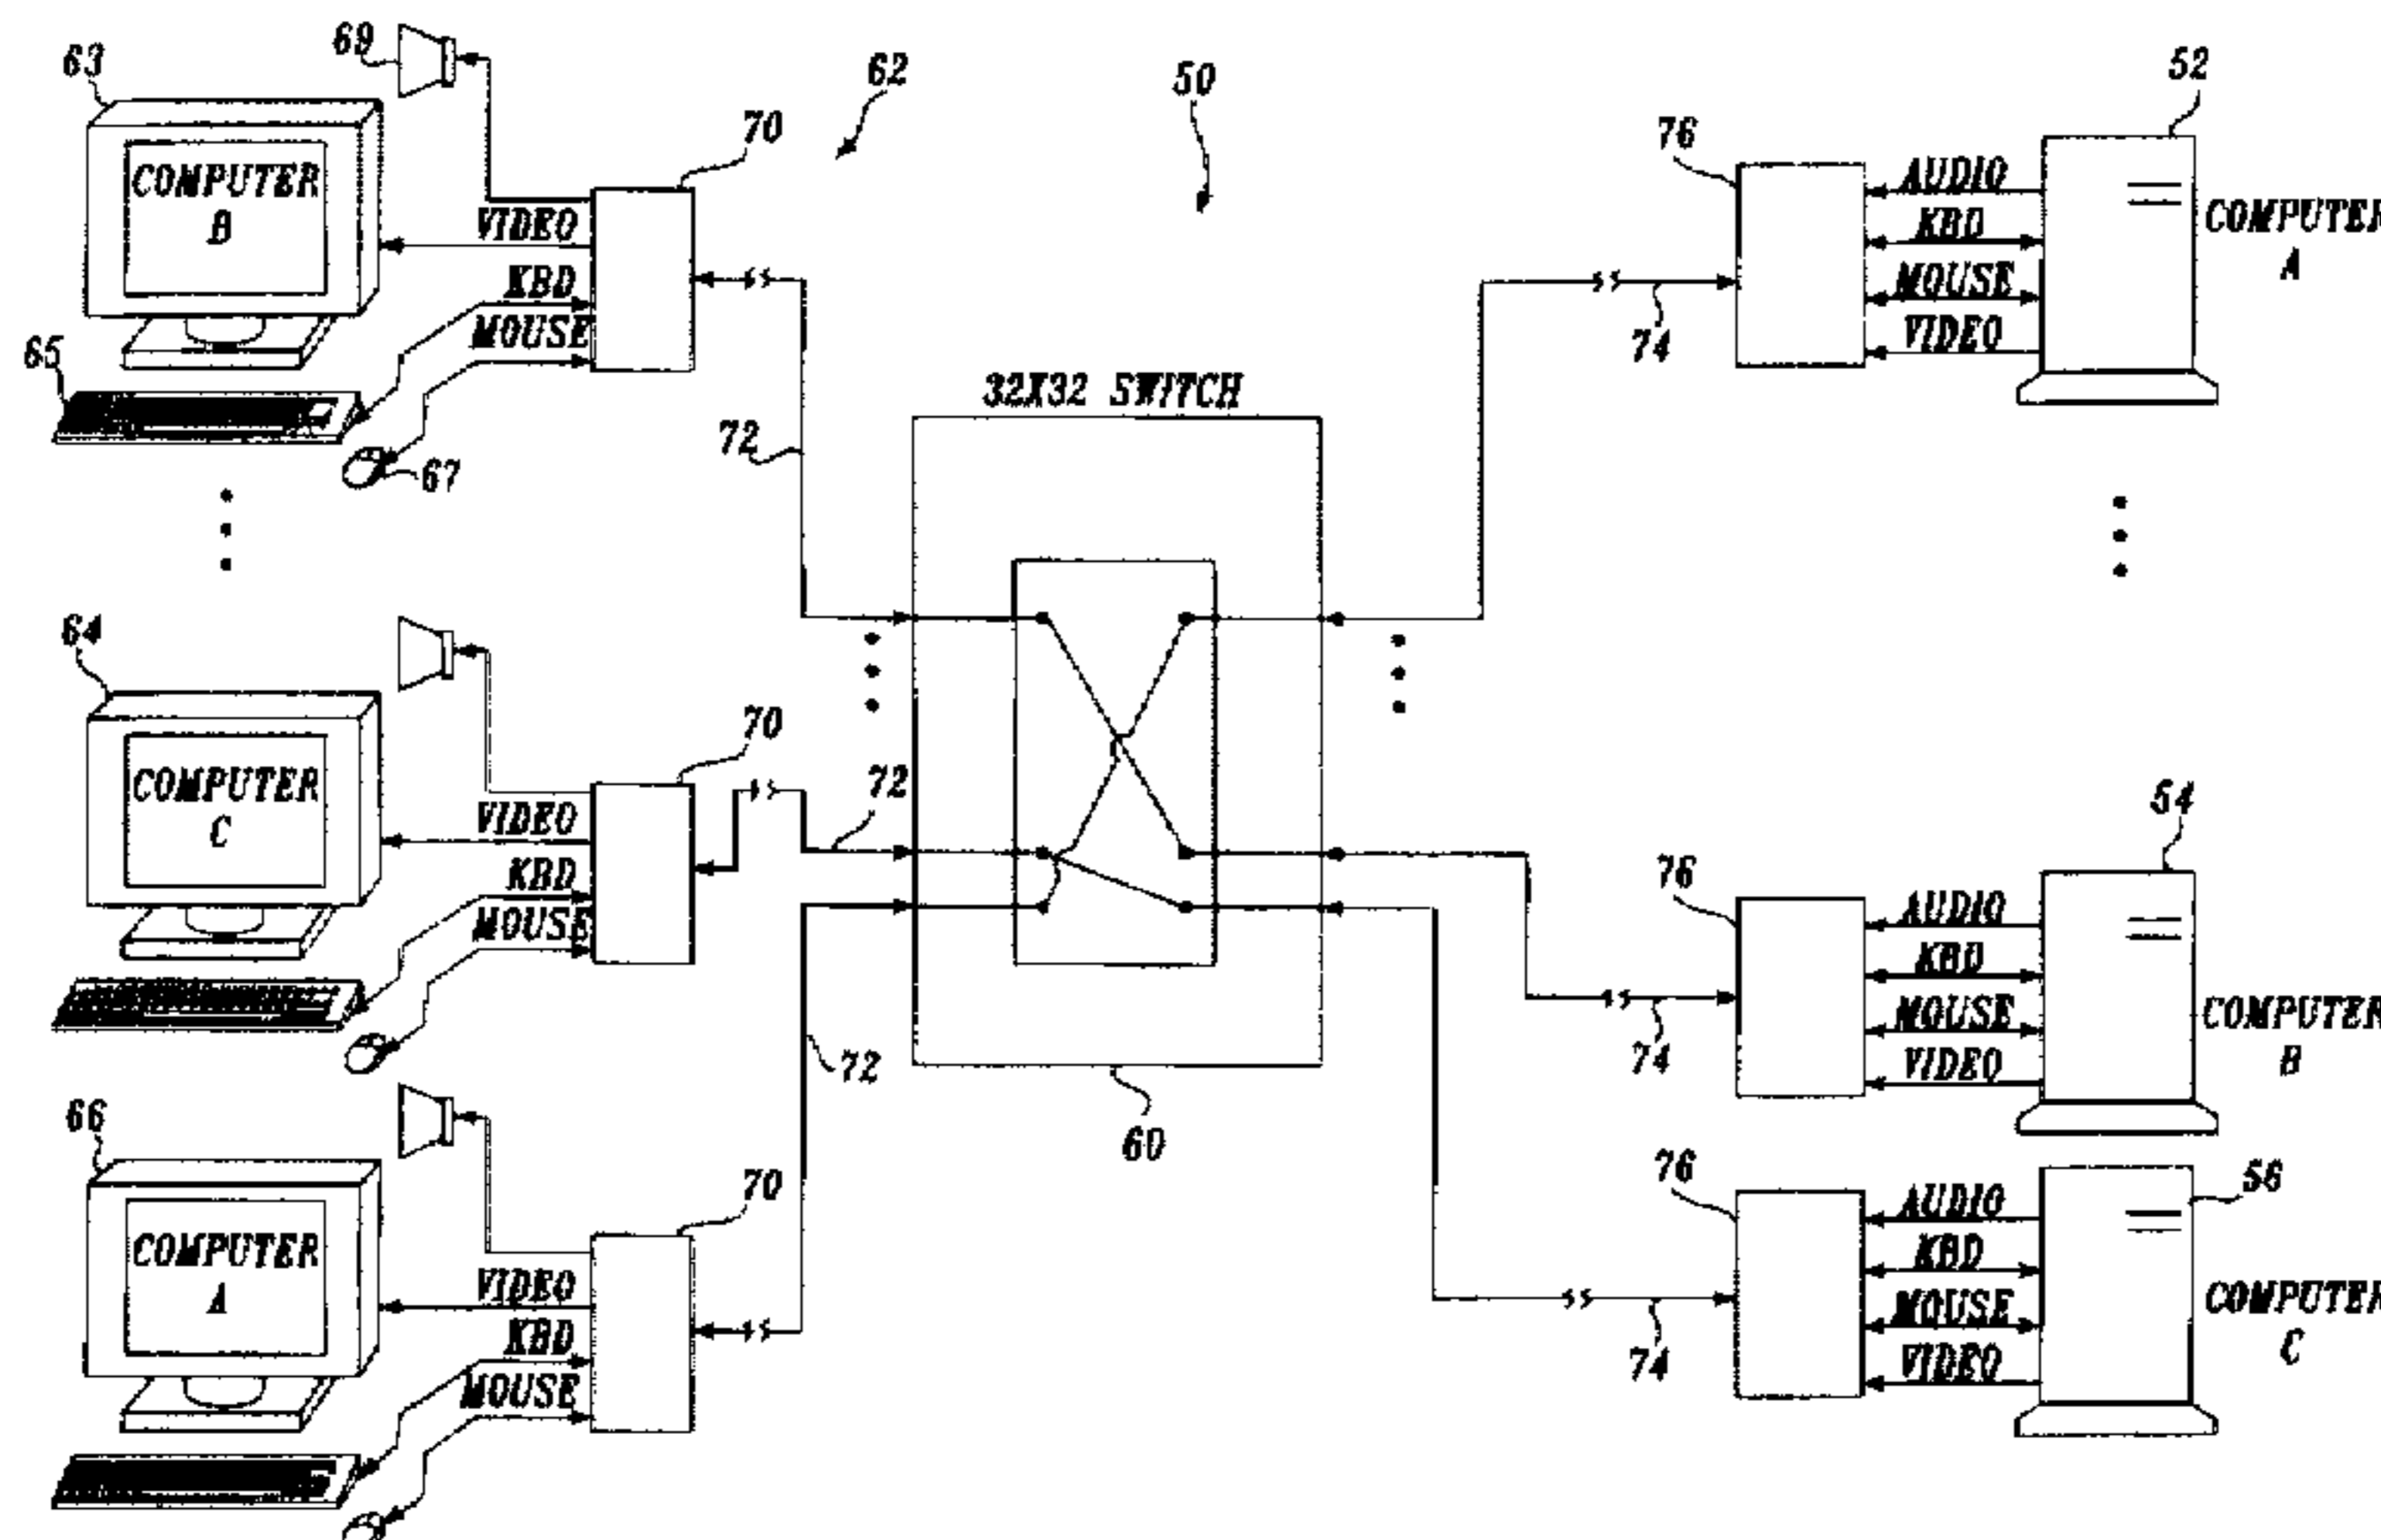 63
69
62
50
52
70
76
COMPUTER
B
VIDEO
KBD
MOUSE
65
67
72
74
AUDIO
KBD
MOUSE
VIDEO
COMPUTER
A
32X32 SWITCH
64
COMPUTER
C
70
VIDEO
KBD
MOUSE
72
72
60
54
76
AUDIO
KBD
MOUSE
VIDEO
COMPUTER
B
74
66
COMPUTER
A
70
VIDEO
KBD
MOUSE
76
AUDIO
KBD
MOUSE
VIDEO
56
COMPUTER
C
74